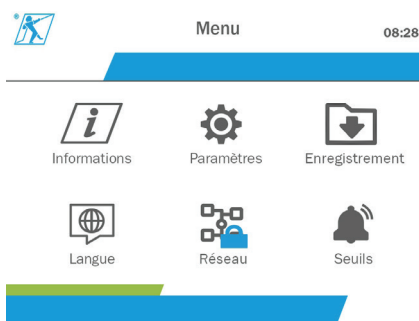 Menu 08:28
Informations Paramètres Enregistrement
Langue Réseau Seuils